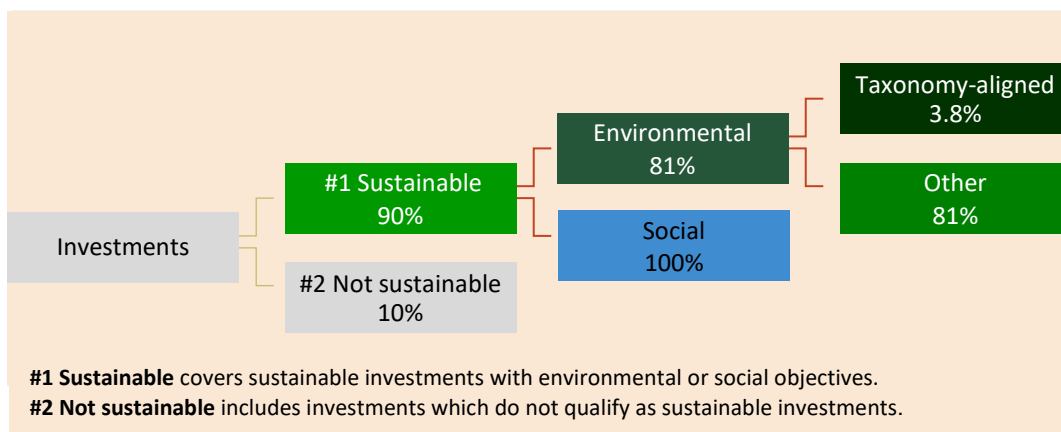 Taxonomy-aligned
3.8%
Environmental
81%
#1 Sustainable
90%
Other
81%
Investments
Social
100%
#2 Not sustainable
10%
#1 Sustainable covers sustainable investments with environmental or social objectives.
#2 Not sustainable includes investments which do not qualify as sustainable investments.